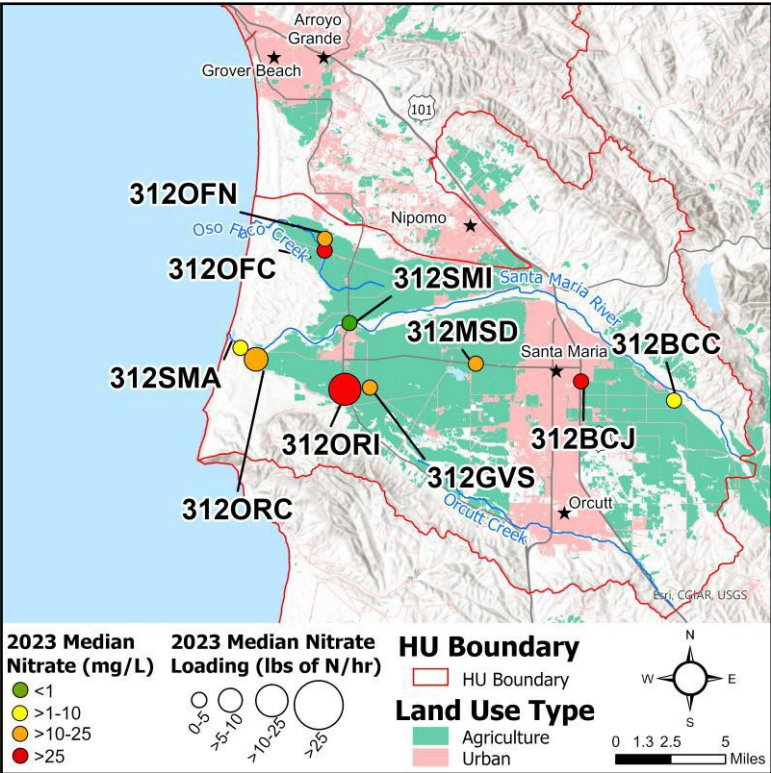 Arroyo
Grande
Grover Beach
101
312OFN
Nipomo
Oso Flaco Creek
312OFC
312SMI
Santa Maria River
312MSD
Santa Maria
312BCC
312SMA
312ORI
312BCJ
312GVS
312ORC
Orcutt
Orcutt Creek
Esri, CGIAR, USGS
2023 Median
Nitrate (mg/L)
<1
>1-10
>10-25
>25
2023 Median Nitrate
Loading (lbs of N/hr)
0-5
>5-10
>10-25
>25
HU Boundary
HU Boundary
Land Use Type
Agriculture
Urban
N
W E
S
0 1.3 2.5 5
Miles